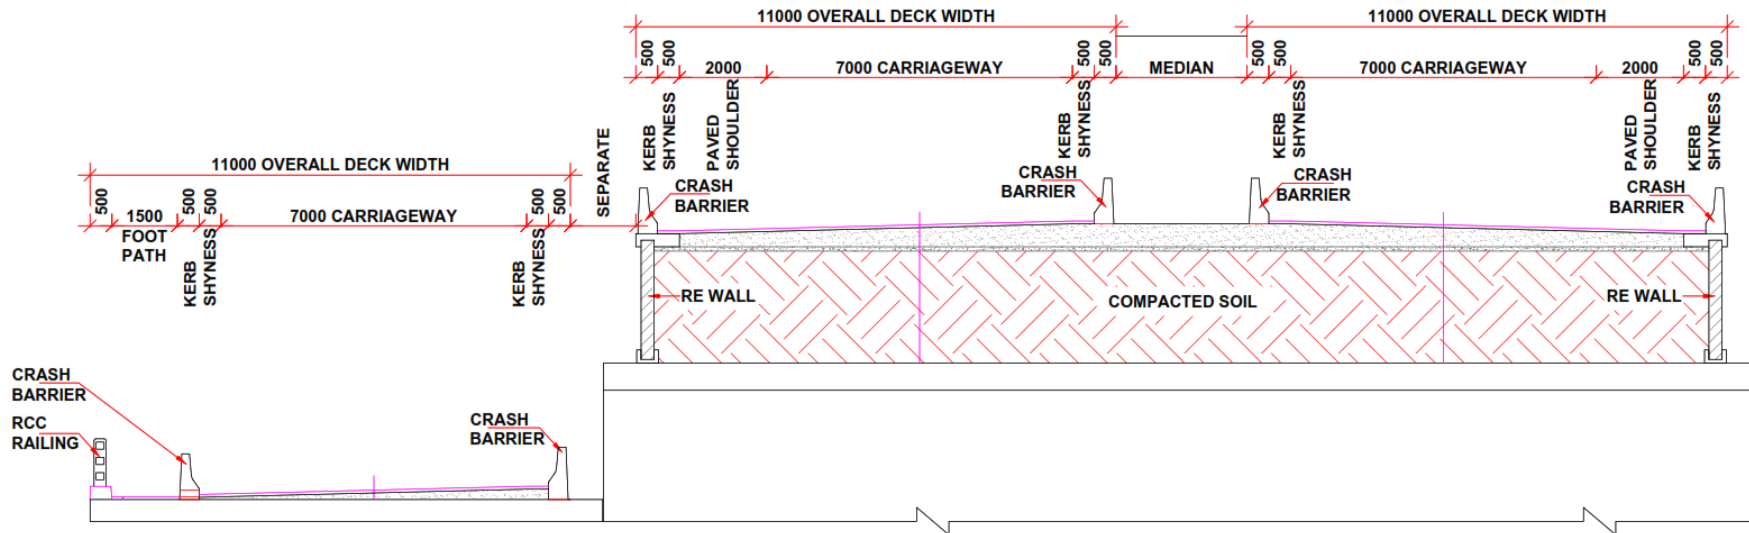 11000 OVERALL DECK WIDTH
11000 OVERALL DECK WIDTH
500
500
2000
7000 CARRIAGEWAY
500
500
MEDIAN
500
500
7000 CARRIAGEWAY
2000
500
500
KERB
SHYNESS
PAVED
SHOULDER
KERB
SHYNESS
KERB
SHYNESS
PAVED
SHOULDER
KERB
SHYNESS
SEPARATE
11000 OVERALL DECK WIDTH
500
1500
500
500
7000 CARRIAGEWAY
500
500
FOOT
PATH
KERB
SHYNESS
KERB
SHYNESS
CRASH
BARRIER
CRASH
BARRIER
CRASH
BARRIER
CRASH
BARRIER
RE WALL
COMPACTED SOIL
RE WALL
CRASH
BARRIER
RCC
RAILING
CRASH
BARRIER